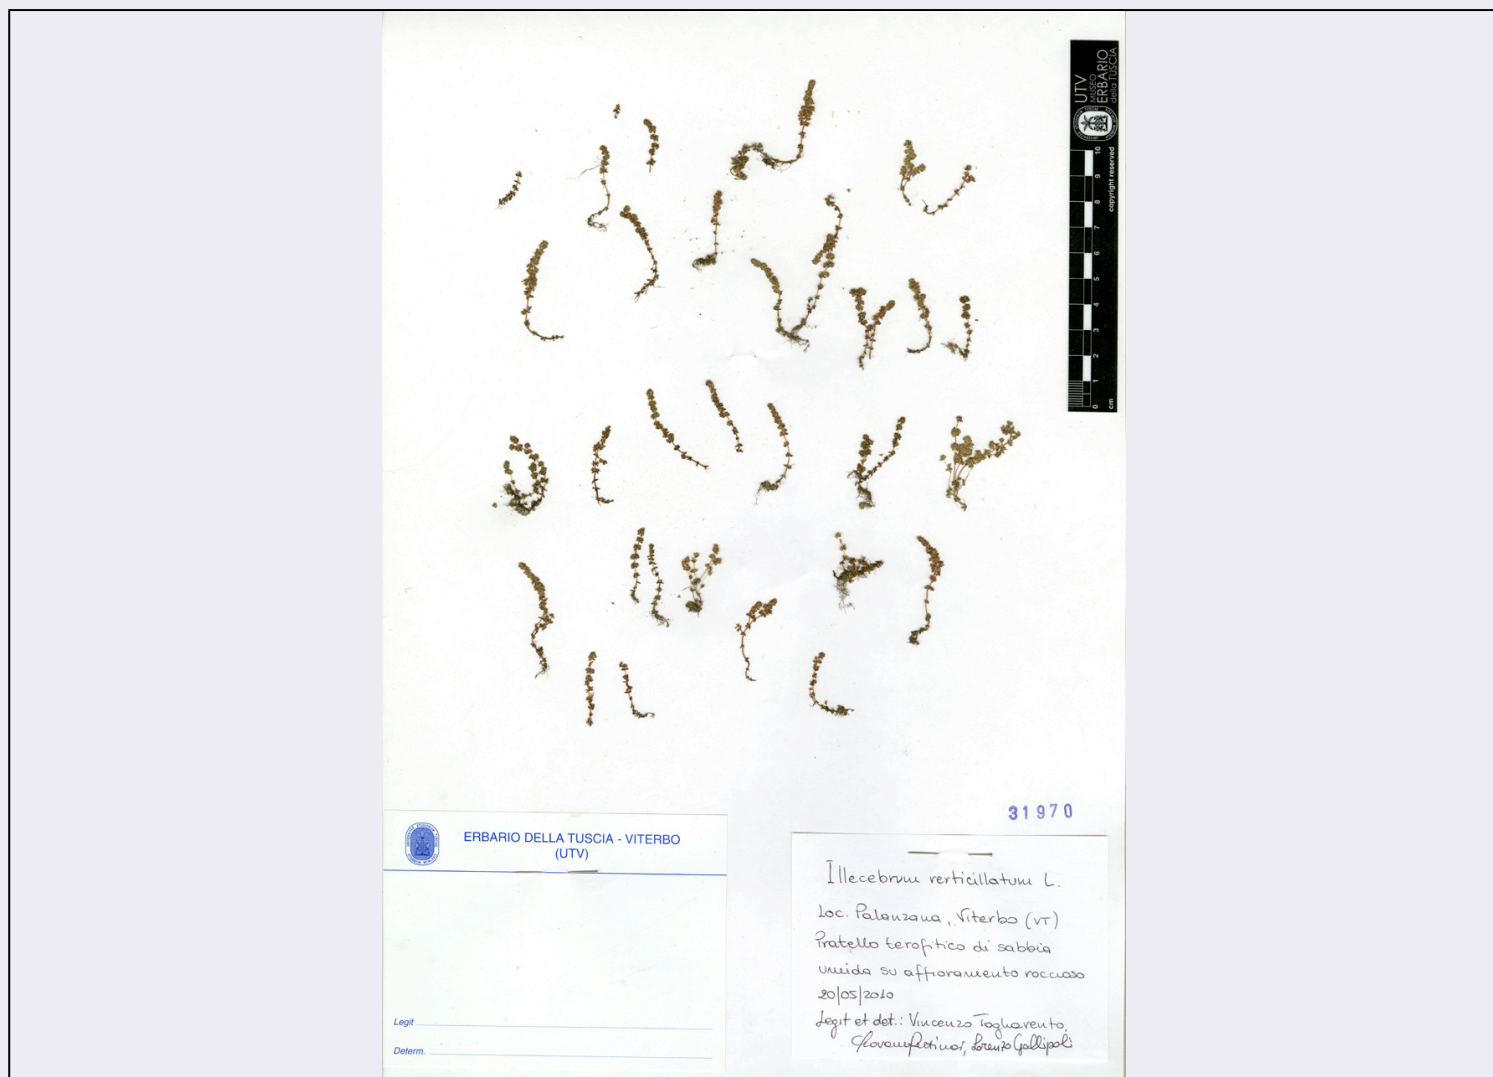 UTV
MUSEO
ERBARIO
della TUSCIA
copyright reserved
10
9
8
7
6
5
4
3
2
1
0
cm
31970
ERBARIO DELLA TUSCIA - VITERBO
(UTV)
Legit
Determ.
Illecebrum verticillatum L.
Loc. Palanzana, Viterbo (VT)
Pratello terofitico di sabbia
umida su affioramento roccioso
20/05/2010
Legit et det.: Vincenzo
Lorenzo Gallipoli